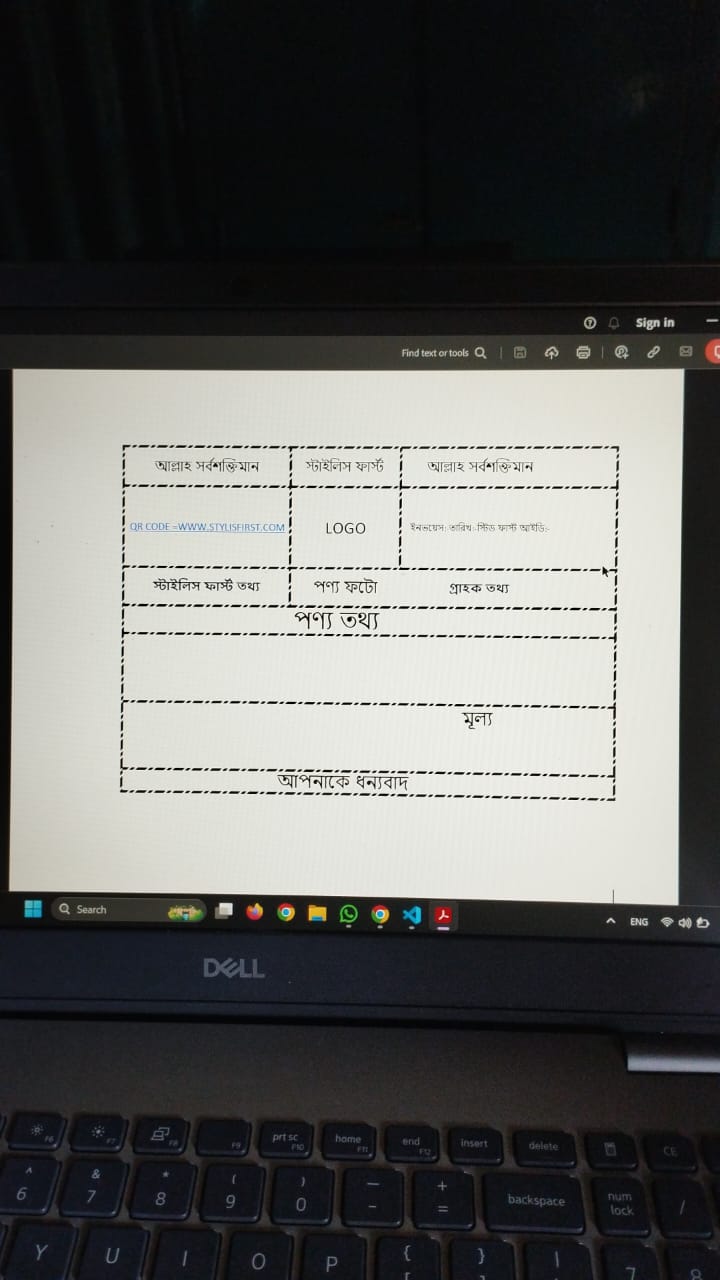 Sign in
Find text or tools
আল্লাহ সর্বশক্তিমান স্টাইলিস ফার্স্ট আল্লাহ সর্বশক্তিমান
QR CODE =WWW.STYLISFIRST.COM LOGO ইনভয়েস: তারিখ: স্টিড ফাস্ট আইডি:-
স্টাইলিস ফার্স্ট তথ্য পণ্য ফটো গ্রাহক তথ্য
পণ্য তথ্য
মূল্য
আপনাকে ধন্যবাদ
Search ENG
DELL
F6 F7 F8 F9 prt sc F10 home F11 end F12 insert delete CE
^ & * ( ) — +
6 7 8 9 0 - = backspace num lock /
Y U I O P { } |
[ 7 8